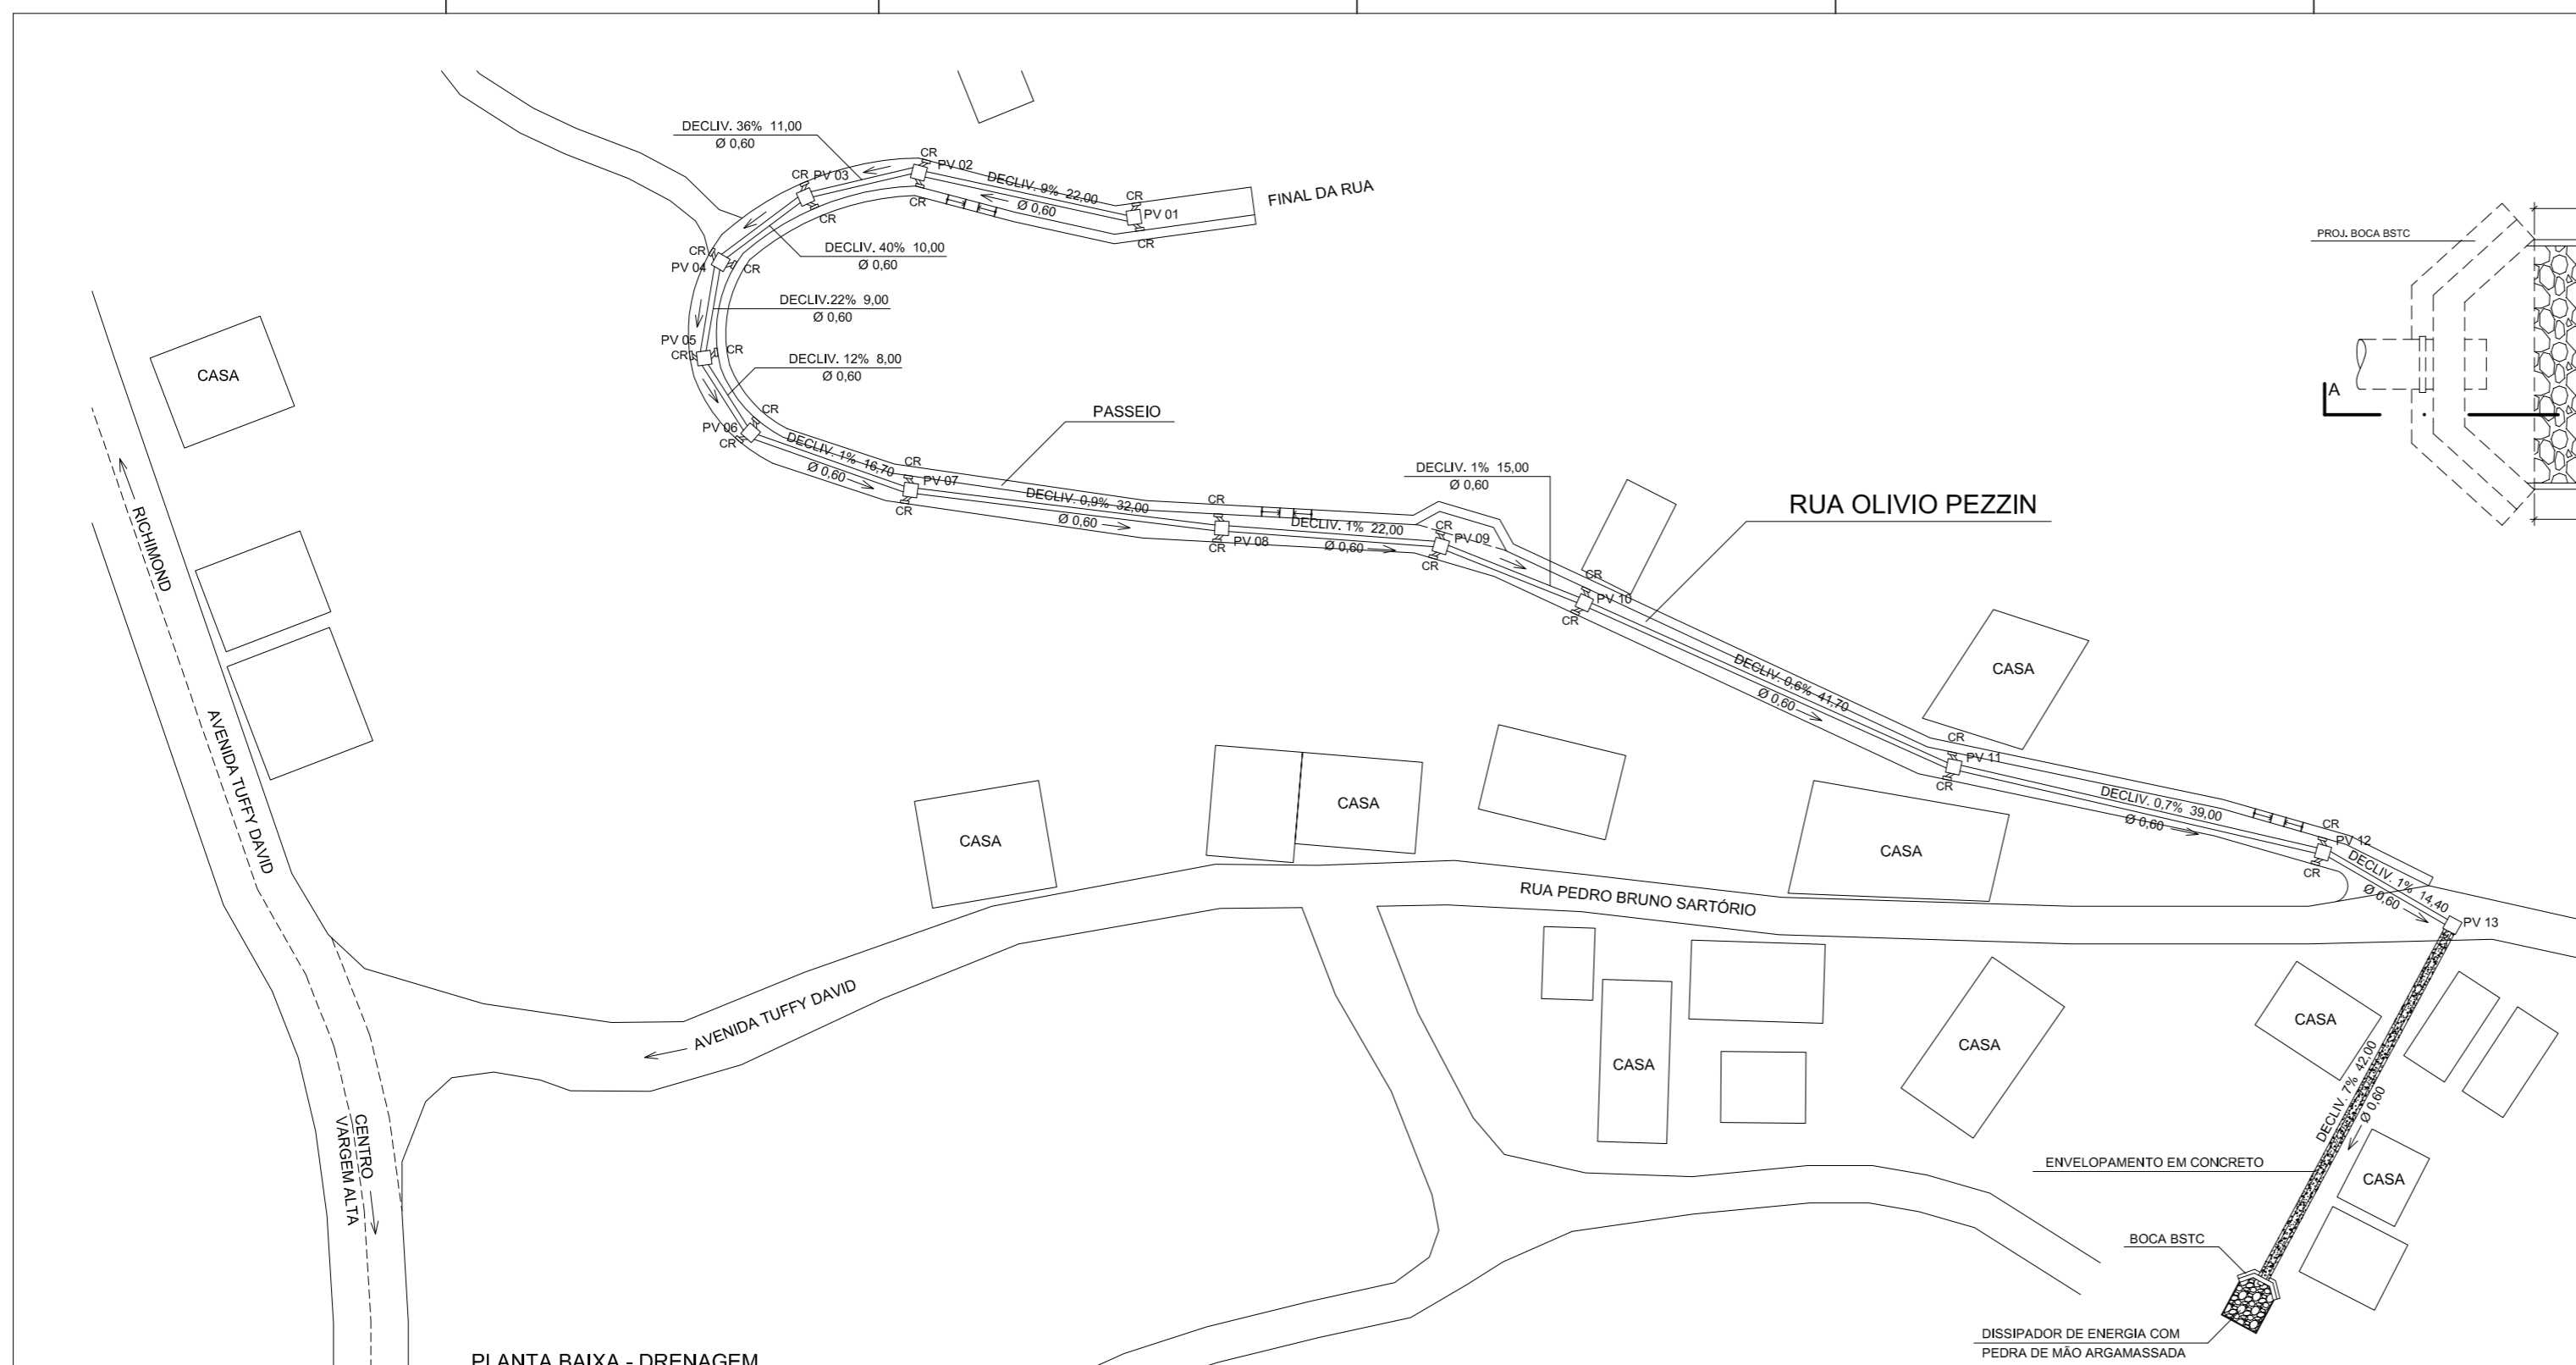 DECLIV. 36% 11,00
Ø 0,60
CR
PV 02
CR
PV 03
CR
CR
DECLIV. 9% 22,00
Ø 0,60
CR
PV 01
CR
FINAL DA RUA
DECLIV. 40% 10,00
Ø 0,60
CR
PV 04
CR
DECLIV.22% 9,00
Ø 0,60
PV 05
CR
CR
DECLIV. 12% 8,00
Ø 0,60
CR
PV 06
CR
DECLIV. 1% 16,70
Ø 0,60
CR
PV 07
CR
PASSEIO
DECLIV. 0,9% 32,00
Ø 0,60
CR
PV 08
CR
DECLIV. 1% 22,00
Ø 0,60
CR
PV 09
CR
DECLIV. 1% 15,00
Ø 0,60
CR
PV 10
CR
RUA OLIVIO PEZZIN
DECLIV. 0,6% 41,70
Ø 0,60
CR
PV 11
CR
DECLIV. 0,7% 39,00
Ø 0,60
CR
PV 12
CR
DECLIV. 1% 14,40
Ø 0,60
PV 13
DECLIV. 7% 42,00
Ø 0,60
PROJ. BOCA BSTC
A
CASA
RICHIMOND
AVENIDA TUFFY DAVID
CASA
CASA
CASA
CASA
RUA PEDRO BRUNO SARTÓRIO
AVENIDA TUFFY DAVID
CENTRO
VARGEM ALTA
CASA
CASA
CASA
CASA
ENVELOPAMENTO EM CONCRETO
BOCA BSTC
DISSIPADOR DE ENERGIA COM
PEDRA DE MÃO ARGAMASSADA
PLANTA BAIXA - DRENAGEM